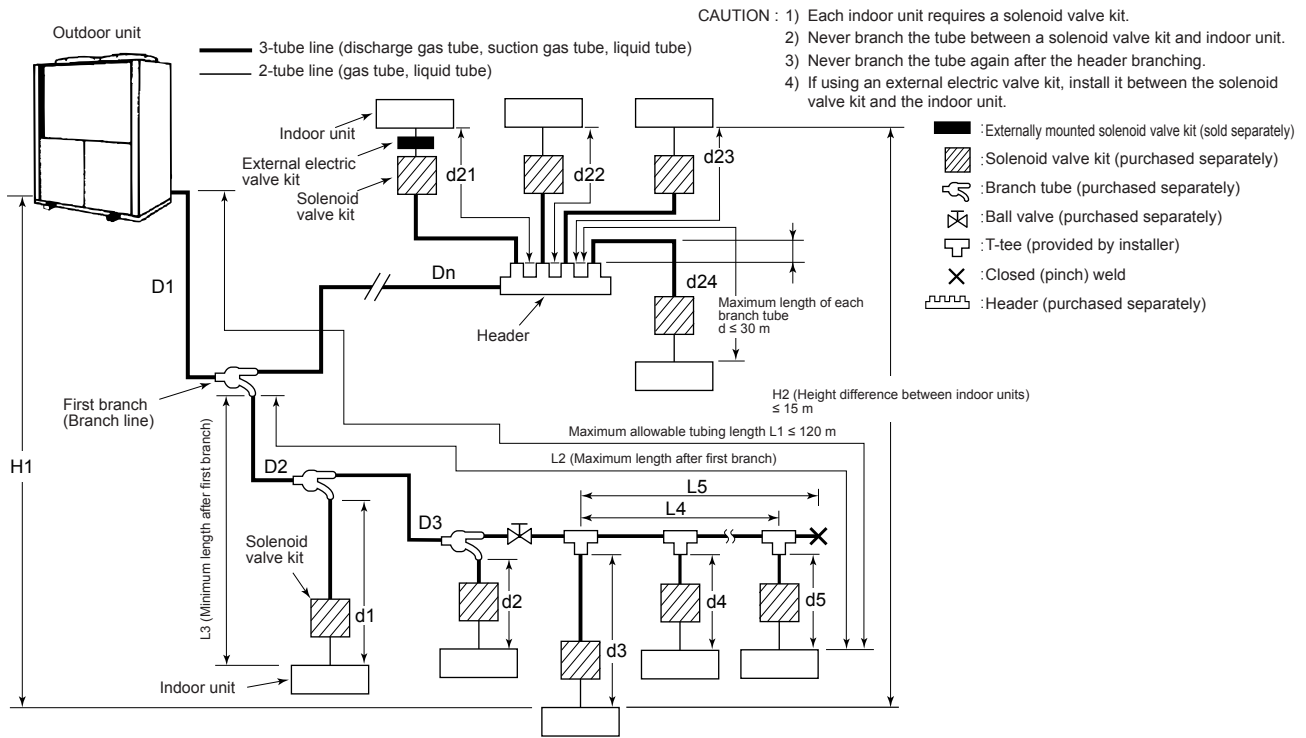 CAUTION : 1) Each indoor unit requires a solenoid valve kit.
2) Never branch the tube between a solenoid valve kit and indoor unit.
3) Never branch the tube again after the header branching.
4) If using an external electric valve kit, install it between the solenoid
valve kit and the indoor unit.
Outdoor unit
3-tube line (discharge gas tube, suction gas tube, liquid tube)
2-tube line (gas tube, liquid tube)
:Externally mounted solenoid valve kit (sold separately)
:Solenoid valve kit (purchased separately)
:Branch tube (purchased separately)
:Ball valve (purchased separately)
:T-tee (provided by installer)
:Closed (pinch) weld
:Header (purchased separately)
Indoor unit
External electric
valve kit
Solenoid
valve kit
d21
d22
d23
D1
Dn
d24
Header
Maximum length of each
branch tube
d ≤ 30 m
First branch
(Branch line)
H2 (Height difference between indoor units)
≤ 15 m
Maximum allowable tubing length L1 ≤ 120 m
L2 (Maximum length after first branch)
H1
L3 (Minimum length after first branch)
D2
L5
L4
D3
Solenoid
valve kit
d1
d2
d3
d4
d5
Indoor unit